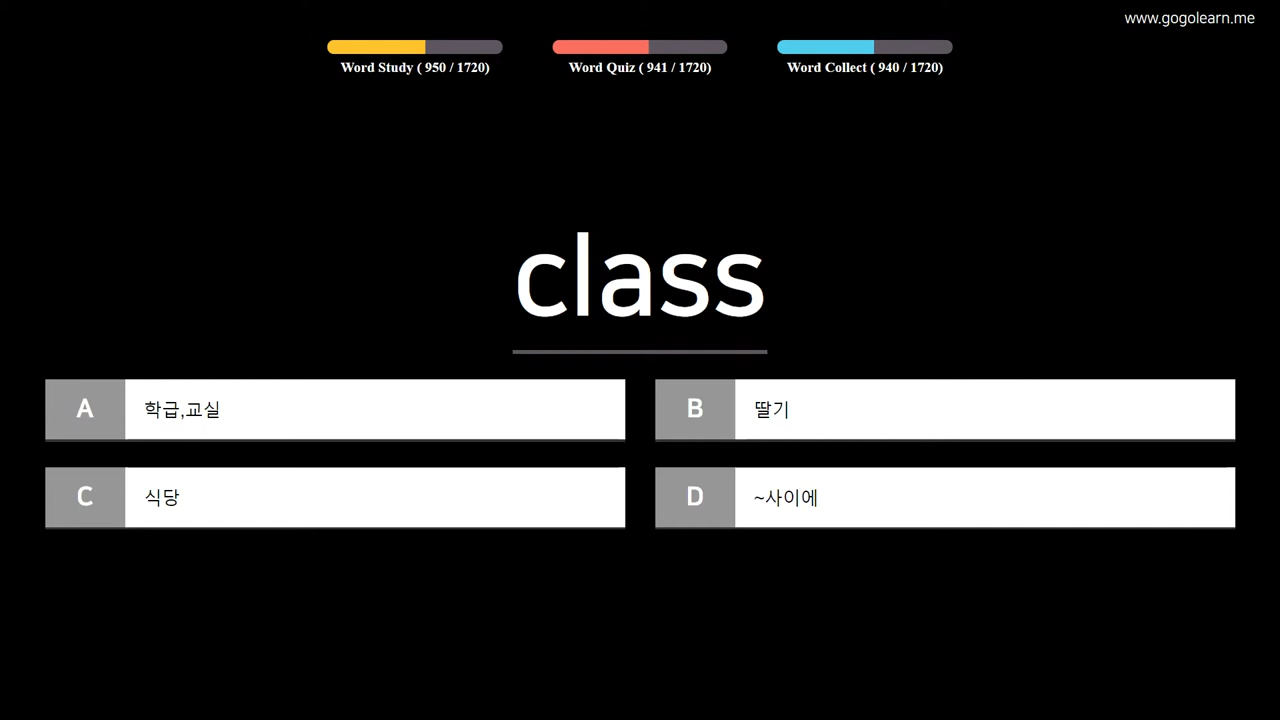 www.gogolearn.me
Word Study ( 950 / 1720)
Word Quiz ( 941 / 1720)
Word Collect ( 940 / 1720)
class
A 학급,교실
B 딸기
C 식당
D ~사이에